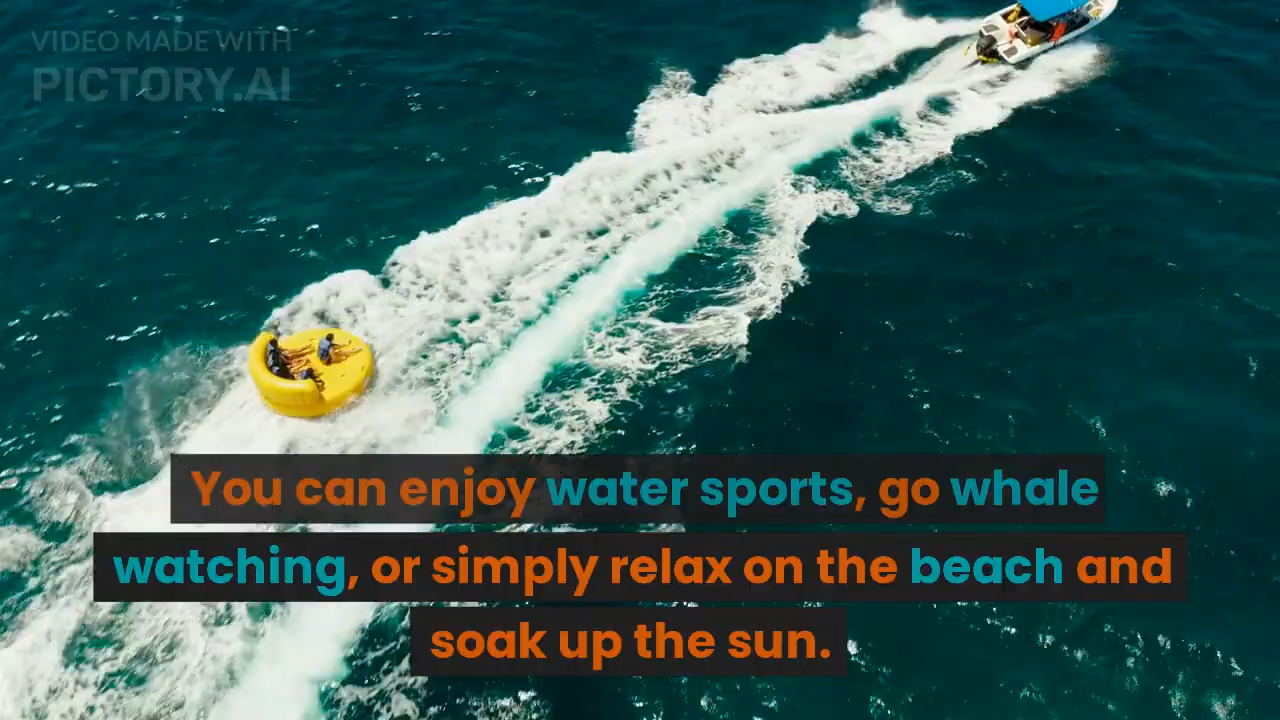 VIDEO MADE WITH
PICTORY.AI
You can enjoy water sports, go whale
watching, or simply relax on the beach and
soak up the sun.